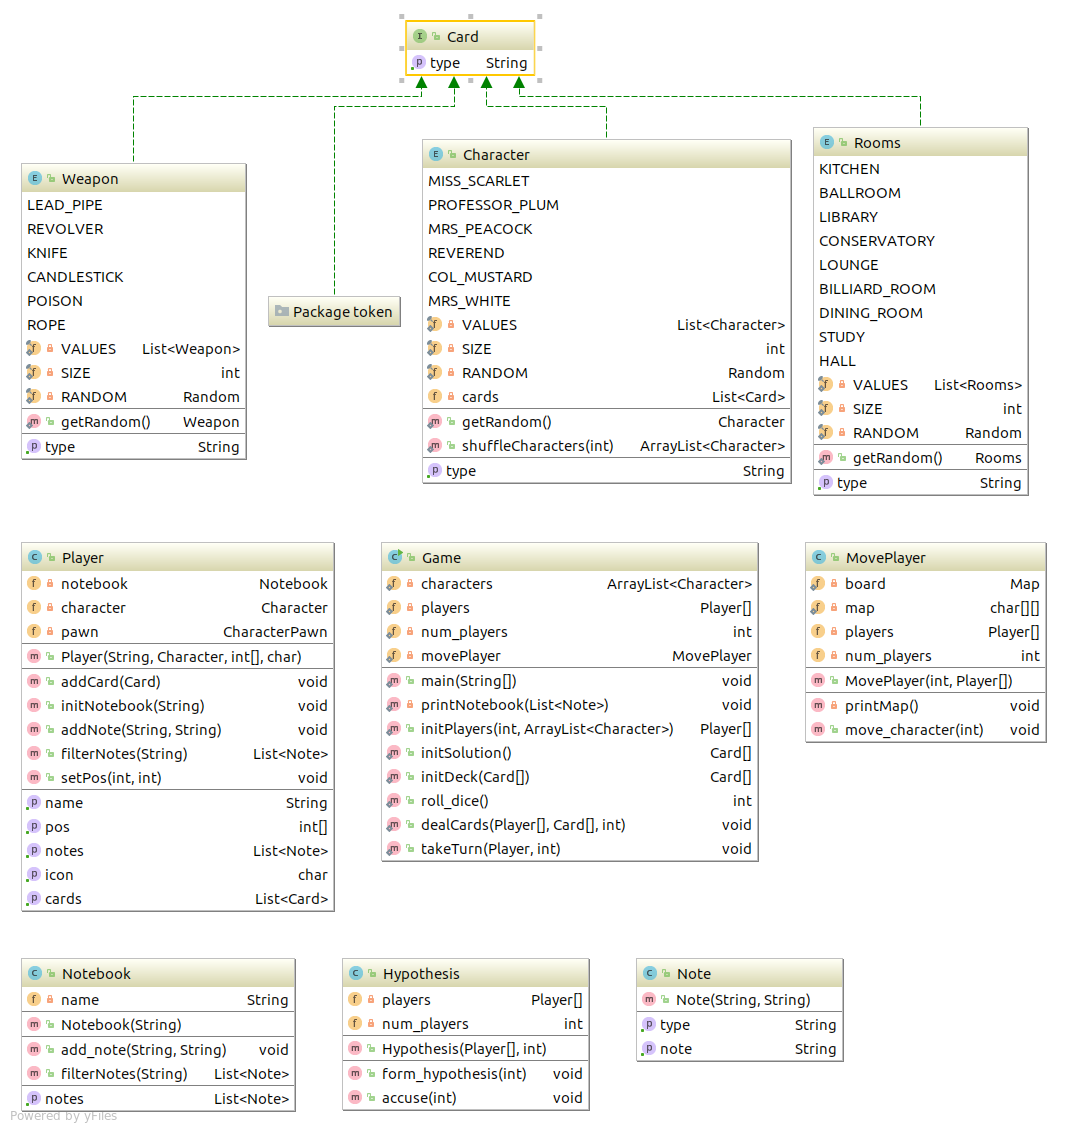 Card
type String
Weapon
LEAD_PIPE
REVOLVER
KNIFE
CANDLESTICK
POISON
ROPE
VALUES List<Weapon>
SIZE int
RANDOM Random
getRandom() Weapon
type String
Package token
Character
MISS_SCARLET
PROFESSOR_PLUM
MRS_PEACOCK
REVEREND
COL_MUSTARD
MRS_WHITE
VALUES List<Character>
SIZE int
RANDOM Random
cards List<Card>
getRandom() Character
shuffleCharacters(int) ArrayList<Character>
type String
Rooms
KITCHEN
BALLROOM
LIBRARY
CONSERVATORY
LOUNGE
BILLIARD_ROOM
DINING_ROOM
STUDY
HALL
VALUES List<Rooms>
SIZE int
RANDOM Random
getRandom() Rooms
type String
Player
notebook Notebook
character Character
pawn CharacterPawn
Player(String, Character, int[], char)
addCard(Card) void
initNotebook(String) void
addNote(String, String) void
filterNotes(String) List<Note>
setPos(int, int) void
name String
pos int[]
notes List<Note>
icon char
cards List<Card>
Game
characters ArrayList<Character>
players Player[]
num_players int
movePlayer MovePlayer
main(String[]) void
printNotebook(List<Note>) void
initPlayers(int, ArrayList<Character>) Player[]
initSolution() Card[]
initDeck(Card[]) Card[]
roll_dice() int
dealCards(Player[], Card[], int) void
takeTurn(Player, int) void
MovePlayer
board Map
map char[][]
players Player[]
num_players int
MovePlayer(int, Player[])
printMap() void
move_character(int) void
Notebook
name String
Notebook(String)
add_note(String, String) void
filterNotes(String) List<Note>
notes List<Note>
Hypothesis
players Player[]
num_players int
Hypothesis(Player[], int)
form_hypothesis(int) void
accuse(int) void
Note
Note(String, String)
type String
note String
Powered by yFiles